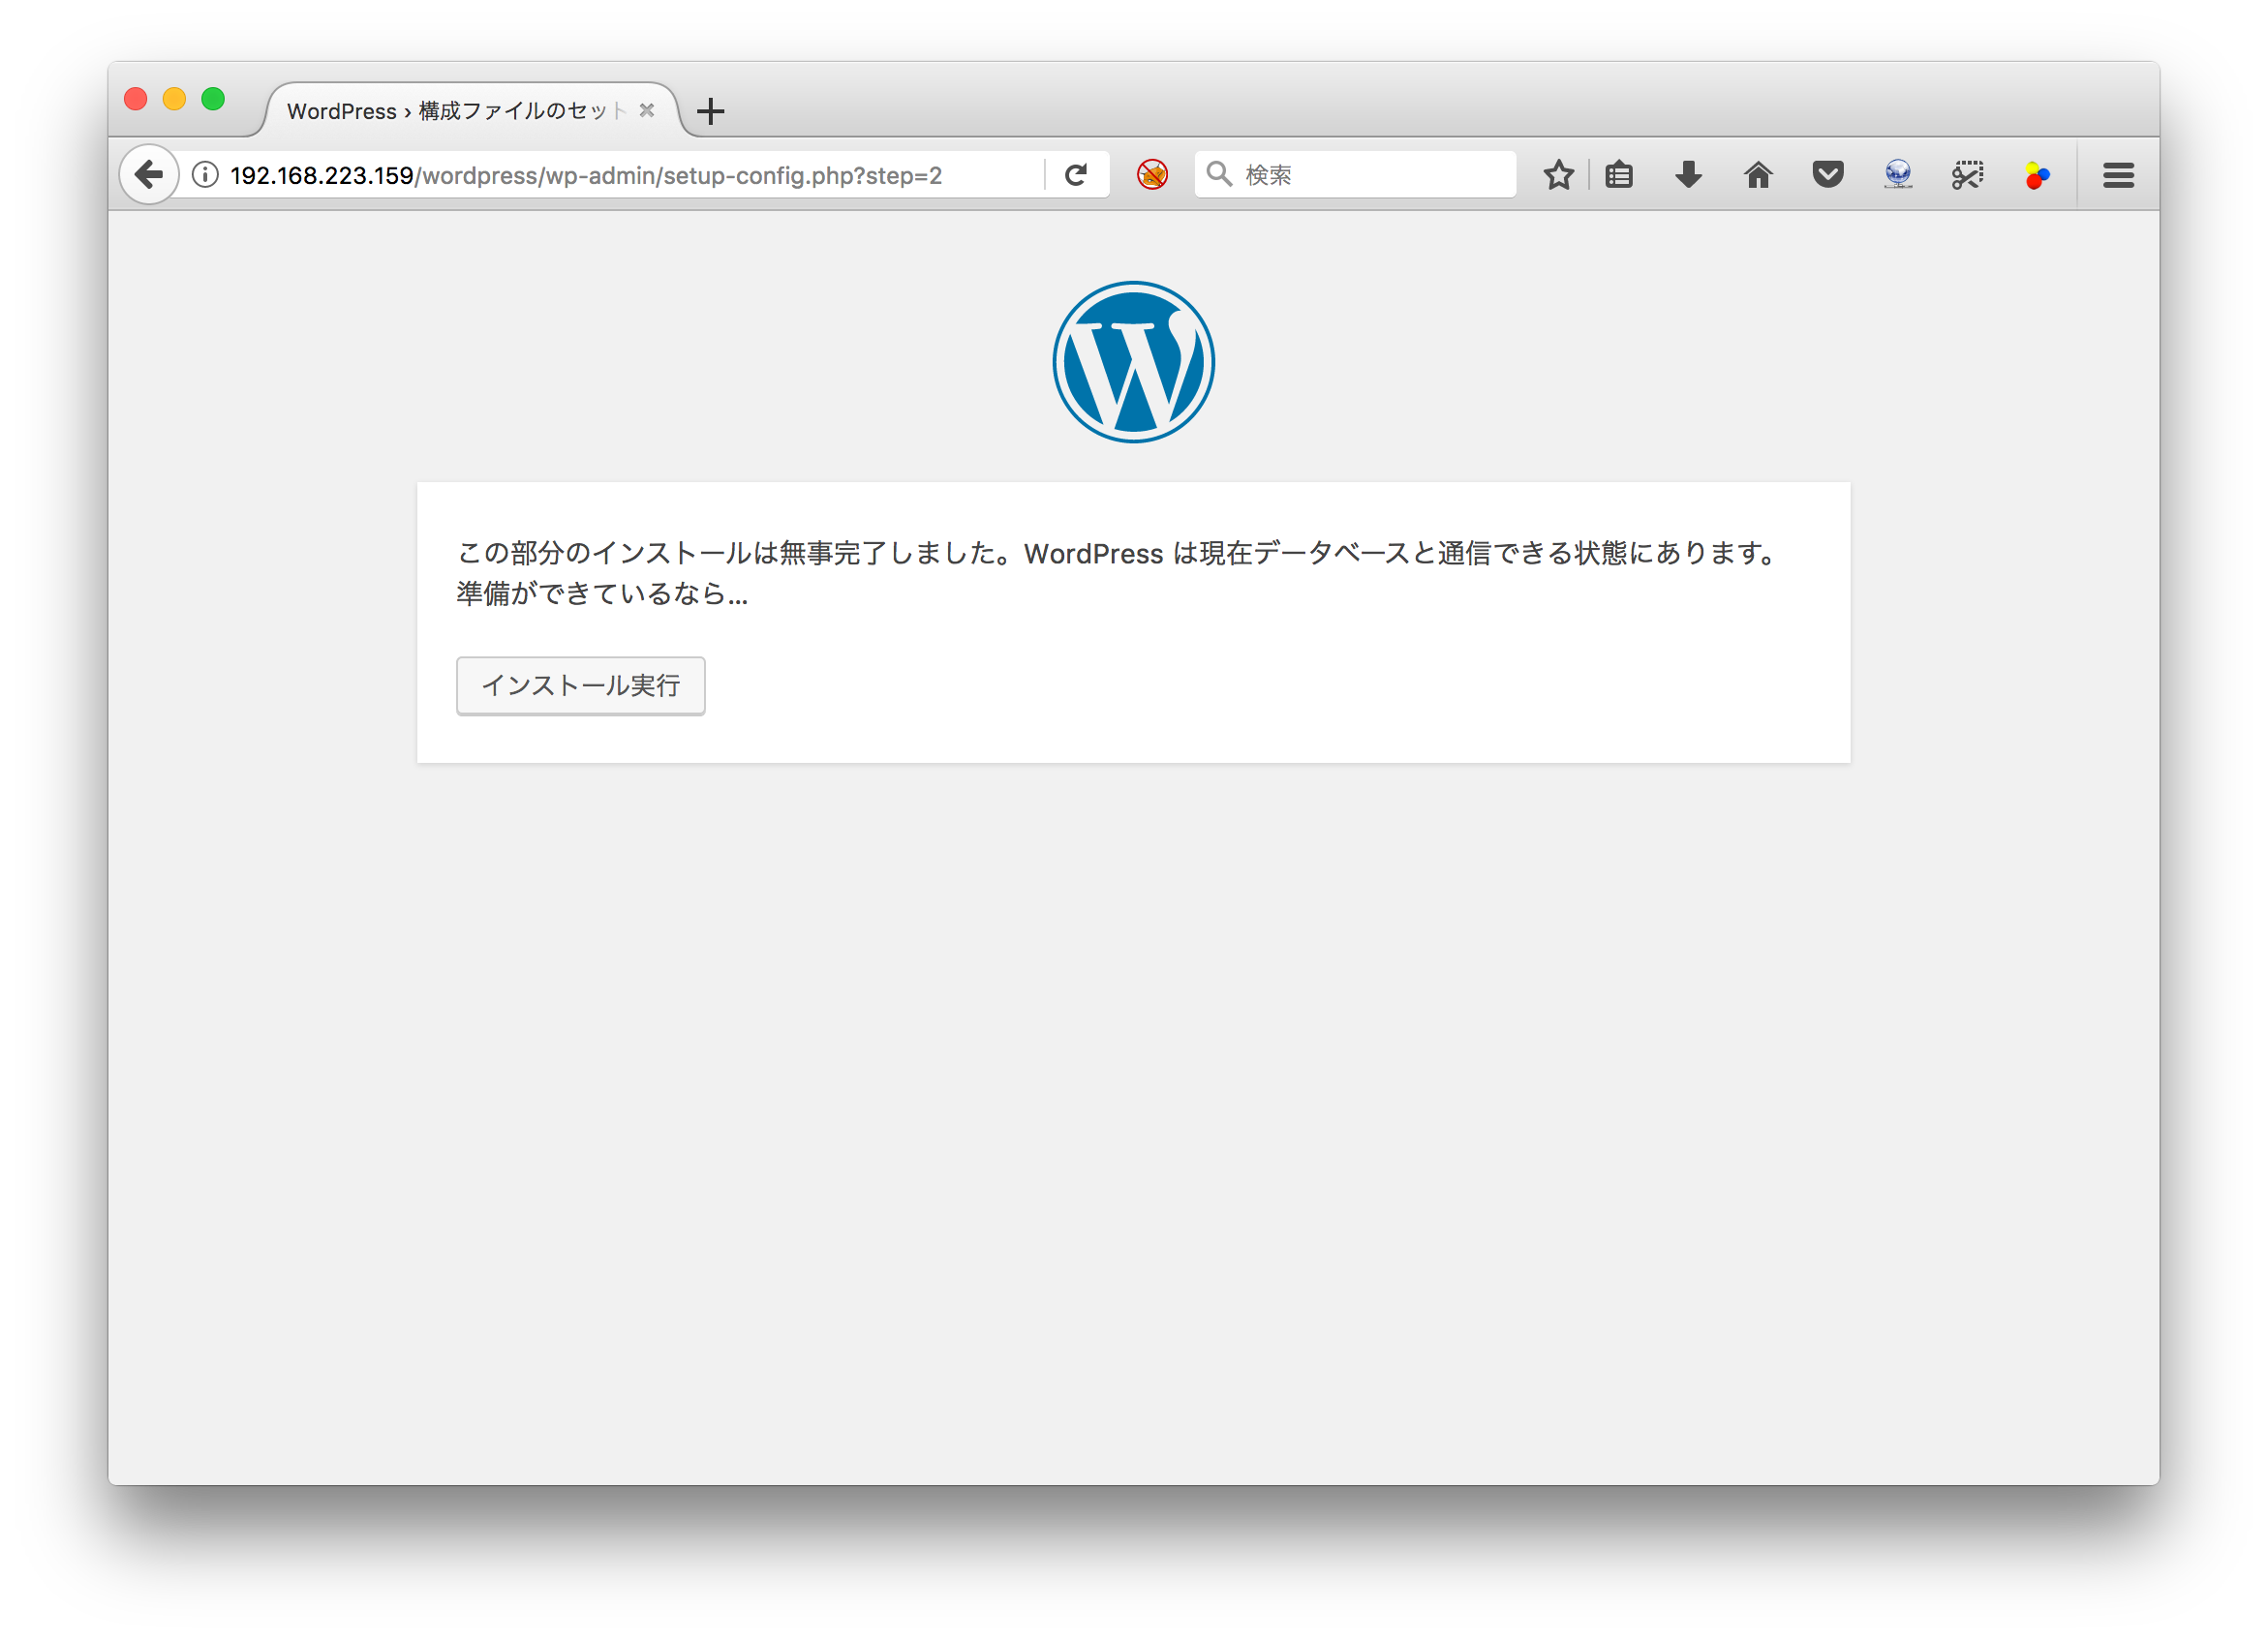 WordPress › 構成ファイルのセット
192.168.223.159/wordpress/wp-admin/setup-config.php?step=2
検索
この部分のインストールは無事完了しました。WordPress は現在データベースと通信できる状態にあります。
準備ができているなら…
インストール実行